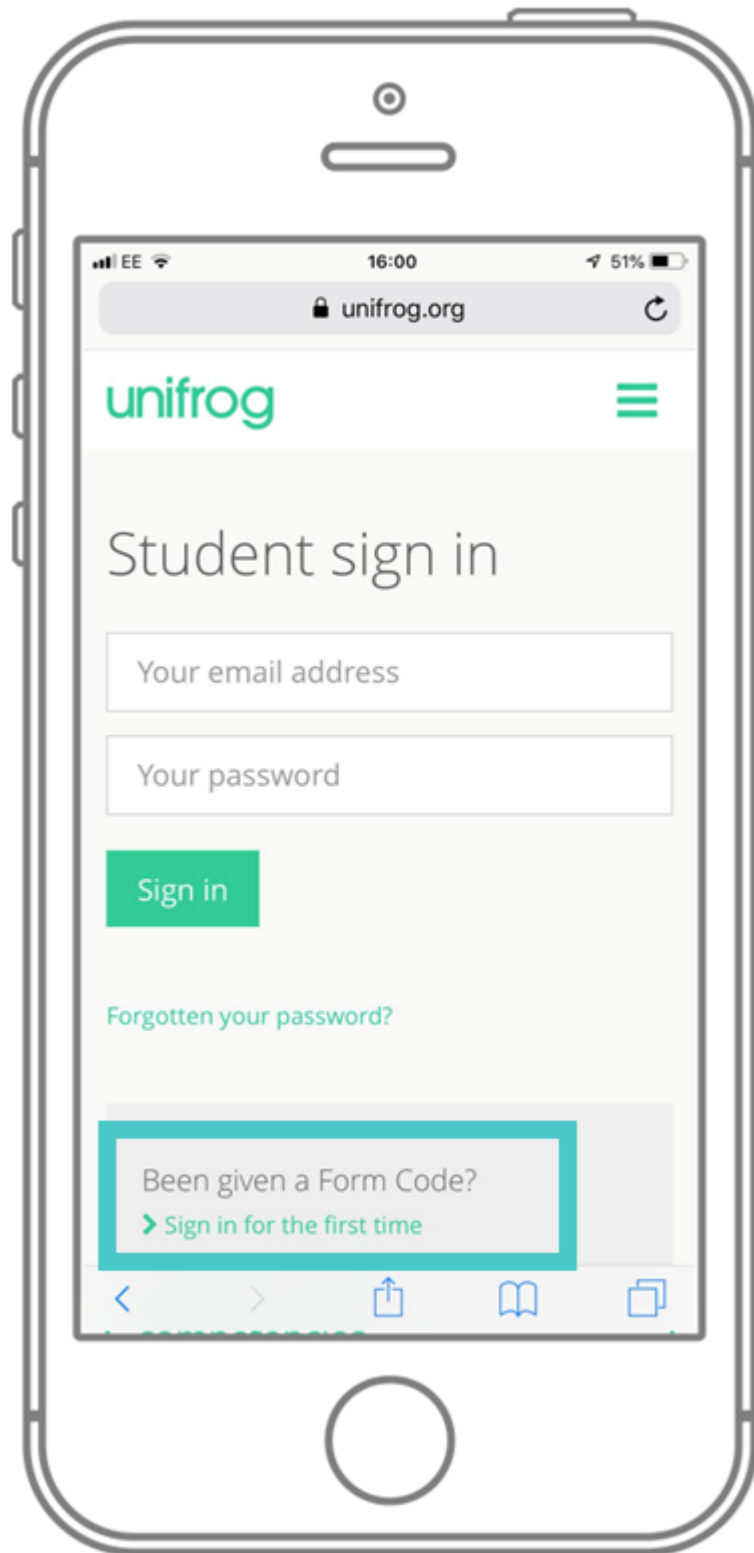 EE 16:00 51%
unifrog.org
unifrog
Student sign in
Your email address
Your password
Sign in
Forgotten your password?
Been given a Form Code?
Sign in for the first time